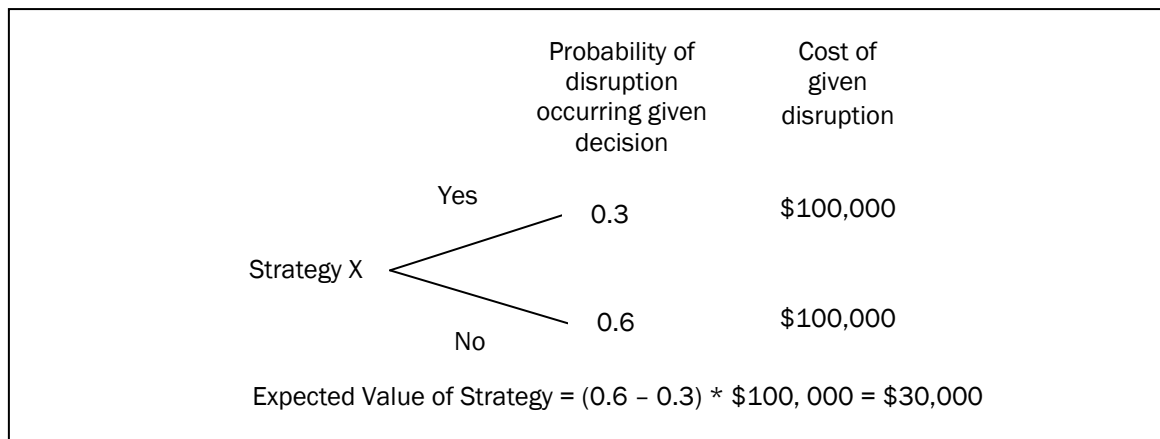 Probability of
disruption
occurring given
decision
Cost of
given
disruption
Yes
0.3
$100,000
Strategy X
0.6
$100,000
No
Expected Value of Strategy = (0.6 – 0.3) * $100, 000 = $30,000